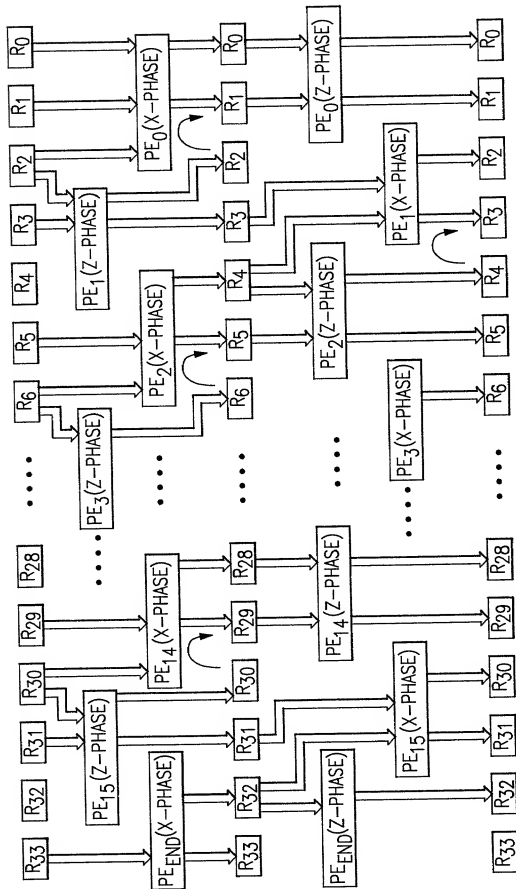 R33 R32 R31 R30 R29 R28 .... R6 R5 R4 R3 R2 R1 R0
PE15(Z-PHASE) .... PE3(Z-PHASE) PE1(Z-PHASE)
PEEND(X-PHASE) PE14(X-PHASE) .... PE2(X-PHASE) PE0(X-PHASE)
R33 R32 R31 R30 R29 R28 .... R6 R5 R4 R3 R2 R1 R0
PEEND(Z-PHASE) PE14(Z-PHASE) .... PE2(Z-PHASE) PE0(Z-PHASE)
PE15(X-PHASE) .... PE3(X-PHASE) PE1(X-PHASE)
R33 R32 R31 R30 R29 R28 .... R6 R5 R4 R3 R2 R1 R0